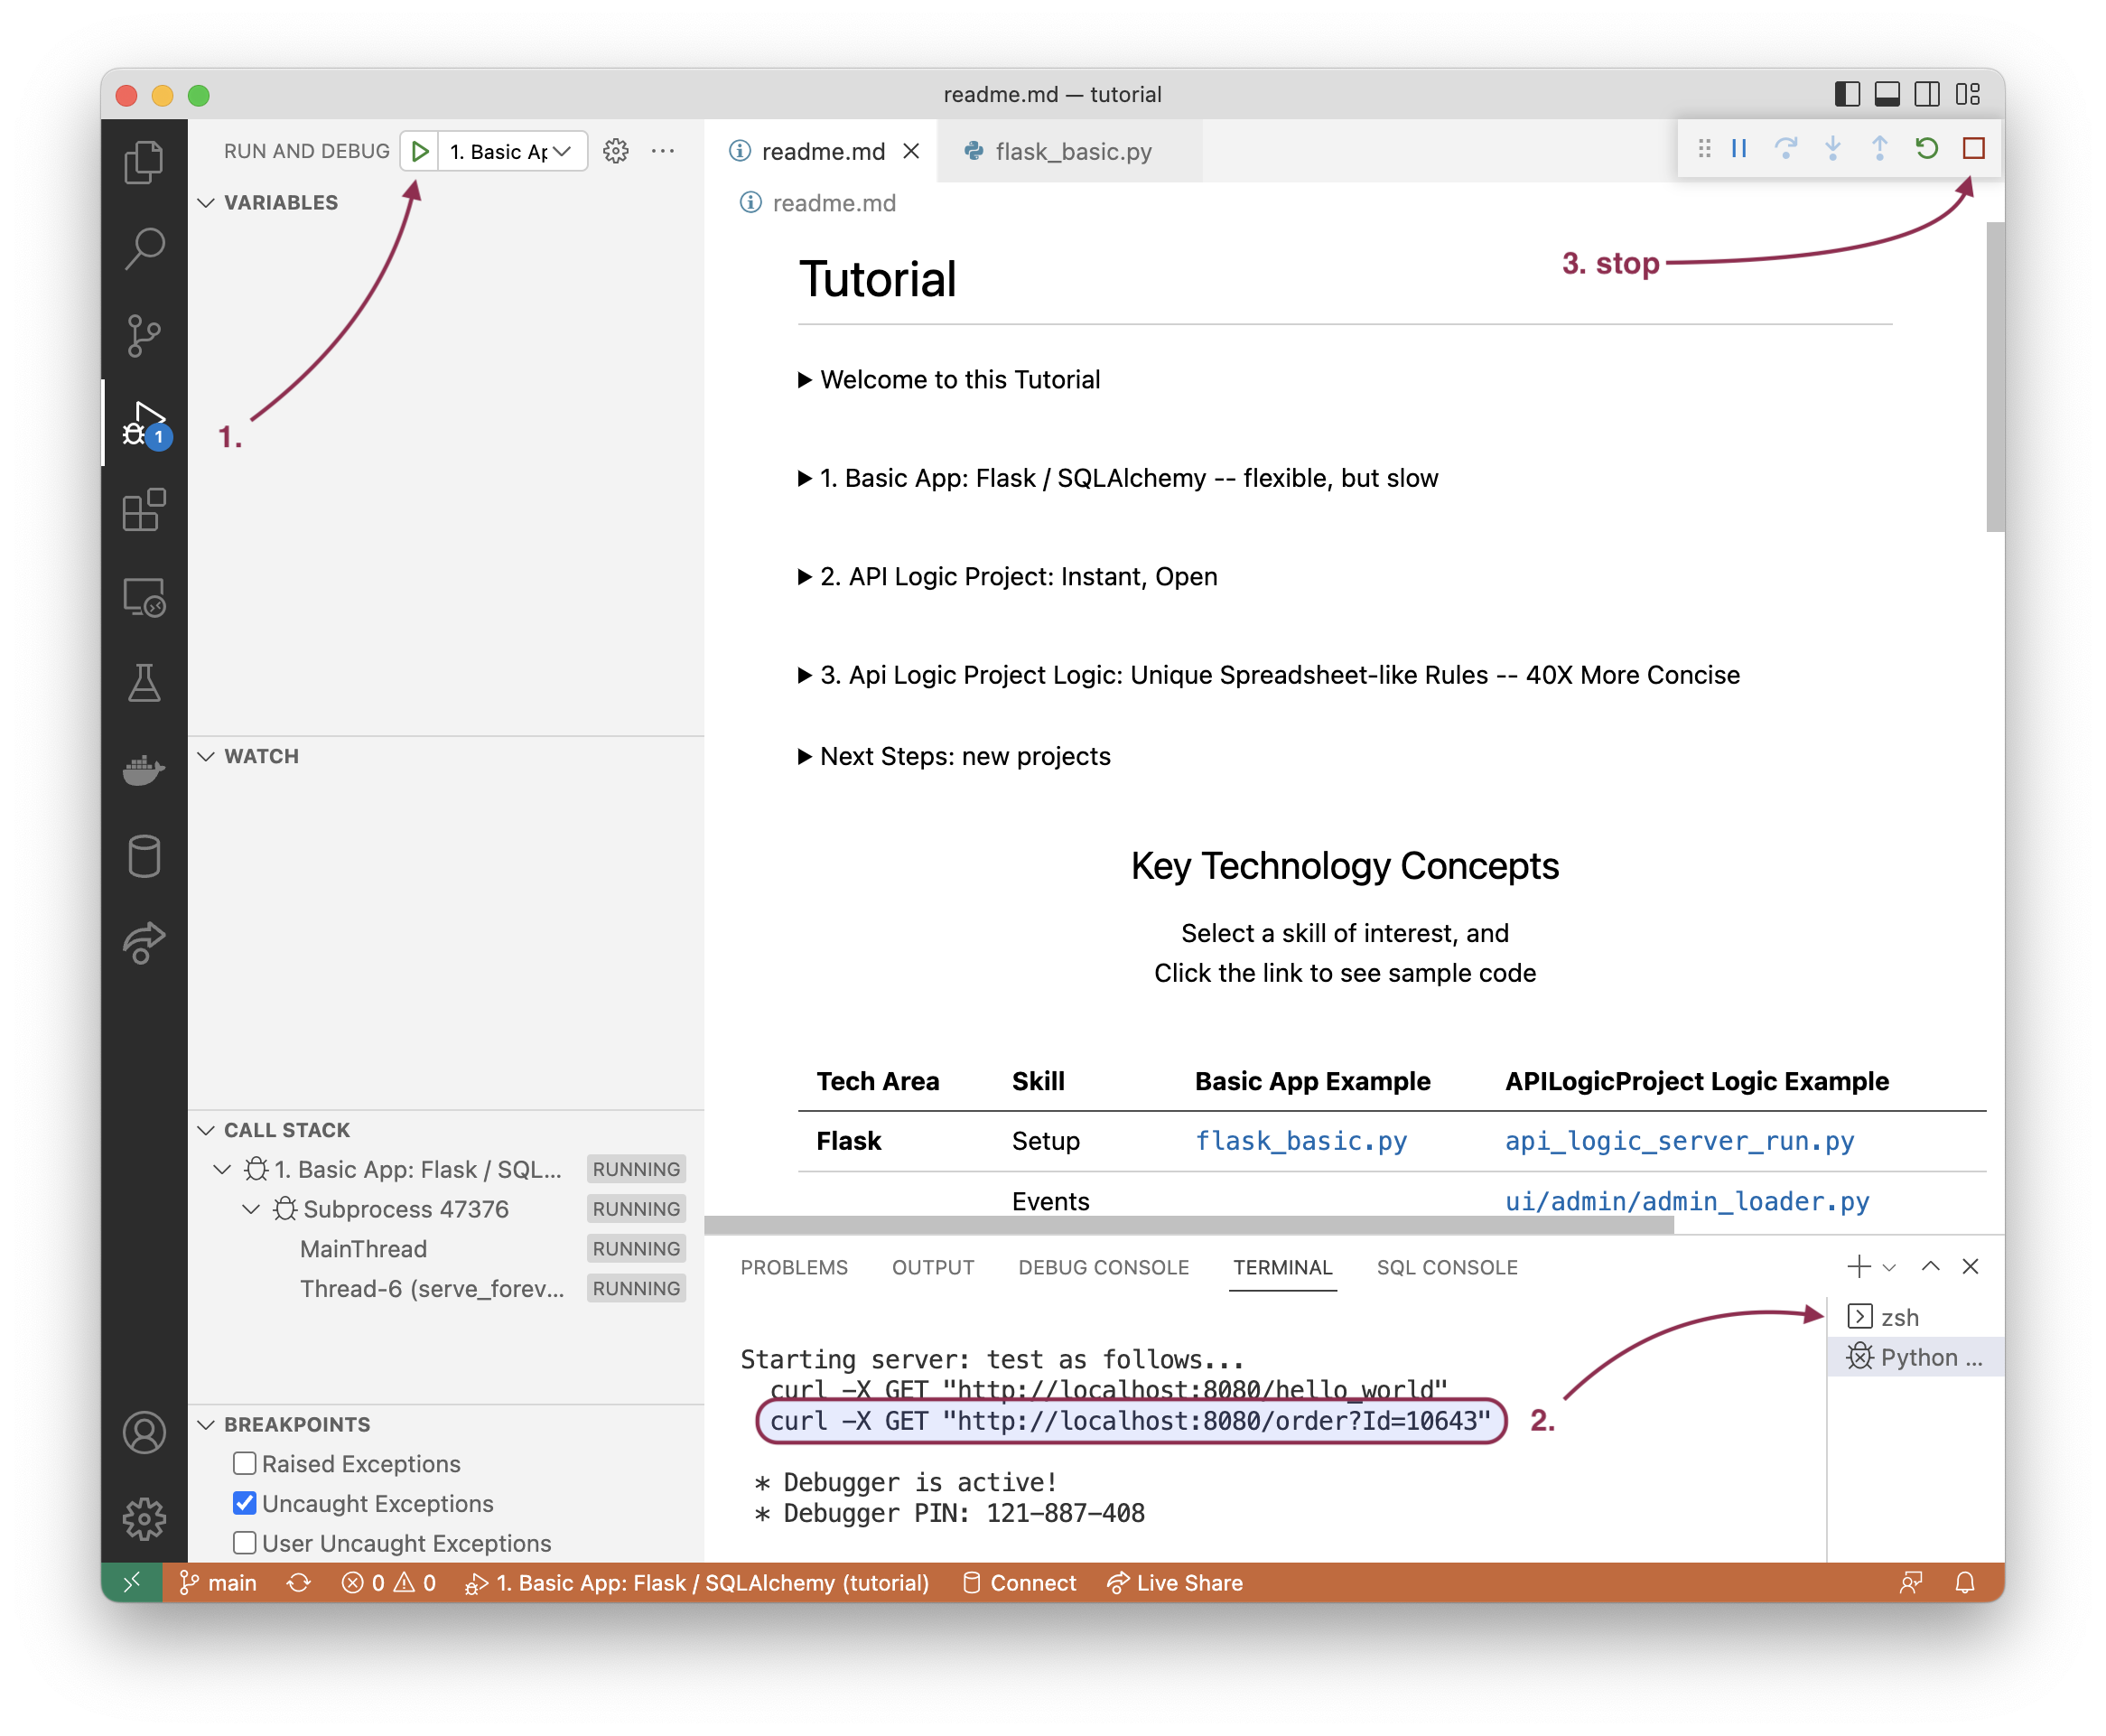 readme.md — tutorial
RUN AND DEBUG
1. Basic Ap
VARIABLES
1.
WATCH
CALL STACK
1. Basic App: Flask / SQL... RUNNING
Subprocess 47376 RUNNING
MainThread RUNNING
Thread-6 (serve_forev... RUNNING
BREAKPOINTS
Raised Exceptions
Uncaught Exceptions
User Uncaught Exceptions
1
readme.md
flask_basic.py
readme.md
3. stop
Tutorial
Welcome to this Tutorial
1. Basic App: Flask / SQLAlchemy -- flexible, but slow
2. API Logic Project: Instant, Open
3. Api Logic Project Logic: Unique Spreadsheet-like Rules -- 40X More Concise
Next Steps: new projects
Key Technology Concepts
Select a skill of interest, and
Click the link to see sample code
Tech Area Skill Basic App Example APILogicProject Logic Example
Flask Setup flask_basic.py api_logic_server_run.py
Events ui/admin/admin_loader.py
PROBLEMS OUTPUT DEBUG CONSOLE TERMINAL SQL CONSOLE
Starting server: test as follows...
curl -X GET "http://localhost:8080/hello_world"
curl -X GET "http://localhost:8080/order?Id=10643"
2.
* Debugger is active!
* Debugger PIN: 121-887-408
zsh
Python ...
main 0 0 1. Basic App: Flask / SQLAlchemy (tutorial) Connect Live Share